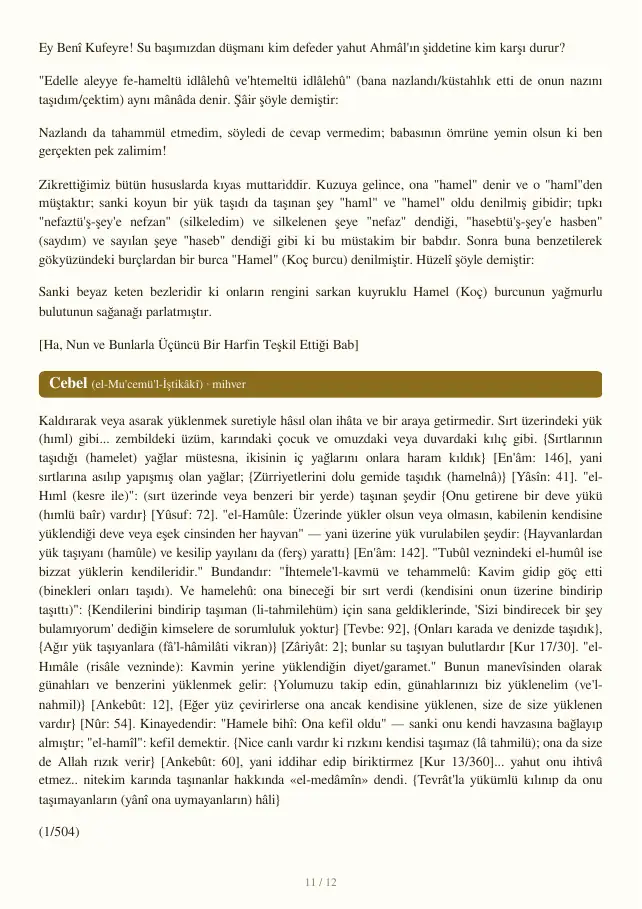 Ey Benî Kufeyre! Su başımızdan düşmanı kim defeder yahut Ahmâl'ın şiddetine kim karşı durur?
"Edelle aleyye fe-hameltü idlâlehû ve'htemeltü idlâlehû" (bana nazlandı/küstahlık etti de onun nazını
taşıdım/çektim) aynı mânâda denir. Şâir şöyle demiştir:
Nazlandı da tahammül etmedim, söyledi de cevap vermedim; babasının ömrüne yemin olsun ki ben
gerçekten pek zalimim!
Zikrettiğimiz bütün hususlarda kıyas muttariddir. Kuzuya gelince, ona "hamel" denir ve o "haml"den
müştaktır; sanki koyun bir yük taşıdı da taşınan şey "haml" ve "hamel" oldu denilmiş gibidir; tıpkı
"nefaztü'ş-şey'e nefzan" (silkeledim) ve silkelenen şeye "nefaz" dendiği, "hasebtü'ş-şey'e hasben"
(saydım) ve sayılan şeye "haseb" dendiği gibi ki bu müstakim bir babdır. Sonra buna benzetilerek
gökyüzündeki burçlardan bir burca "Hamel" (Koç burcu) denilmiştir. Hüzelî şöyle demiştir:
Sanki beyaz keten bezleridir ki onların rengini sarkan kuyruklu Hamel (Koç) burcunun yağmurlu
bulutunun sağanağı parlatmıştır.
[Ha, Nun ve Bunlarla Üçüncü Bir Harfin Teşkil Ettiği Bab]
Cebel (el-Mu'cemü'l-İştikâkî) · mihver
Kaldırarak veya asarak yüklenmek suretiyle hâsıl olan ihâta ve bir araya getirmedir. Sırt üzerindeki yük
(hıml) gibi... zembildeki üzüm, karındaki çocuk ve omuzdaki veya duvardaki kılıç gibi. {Sırtlarının
taşıdığı (hamelet) yağlar müstesna, ikisinin iç yağlarını onlara haram kıldık} [En'âm: 146], yani
sırtlarına asılıp yapışmış olan yağlar; {Zürriyetlerini dolu gemide taşıdık (hamelnâ)} [Yâsîn: 41]. "el-
Hıml (kesre ile)": (sırt üzerinde veya benzeri bir yerde) taşınan şeydir {Onu getirene bir deve yükü
(hımlü baîr) vardır} [Yûsuf: 72]. "el-Hamûle: Üzerinde yükler olsun veya olmasın, kabilenin kendisine
yüklendiği deve veya eşek cinsinden her hayvan" — yani üzerine yük vurulabilen şeydir: {Hayvanlardan
yük taşıyanı (hamûle) ve kesilip yayılanı da (ferş) yarattı} [En'âm: 142]. "Tubûl veznindeki el-humûl ise
bizzat yüklerin kendileridir." Bundandır: "İhtemele'l-kavmü ve tehammelû: Kavim gidip göç etti
(binekleri onları taşıdı). Ve hamelehû: ona bineceği bir sırt verdi (kendisini onun üzerine bindirip
taşıttı)": {Kendilerini bindirip taşıman (li-tahmilehüm) için sana geldiklerinde, 'Sizi bindirecek bir şey
bulamıyorum' dediğin kimselere de sorumluluk yoktur} [Tevbe: 92], {Onları karada ve denizde taşıdık},
{Ağır yük taşıyanlara (fâ'l-hâmilâti vikran)} [Zâriyât: 2]; bunlar su taşıyan bulutlardır [Kur 17/30]. "el-
Hımâle (risâle vezninde): Kavmin yerine yüklendiğin diyet/garamet." Bunun manevîsinden olarak
günahları ve benzerini yüklenmek gelir: {Yolumuzu takip edin, günahlarınızı biz yüklenelim (ve'l-
nahmil)} [Ankebût: 12], {Eğer yüz çevirirlerse ona ancak kendisine yüklenen, size de size yüklenen
vardır} [Nûr: 54]. Kinayedendir: "Hamele bihî: Ona kefil oldu" — sanki onu kendi havzasına bağlayıp
almıştır; "el-hamîl": kefil demektir. {Nice canlı vardır ki rızkını kendisi taşımaz (lâ tahmilü); ona da size
de Allah rızık verir} [Ankebût: 60], yani iddihar edip biriktirmez [Kur 13/360]... yahut onu ihtivâ
etmez.. nitekim karında taşınanlar hakkında «el-medâmîn» dendi. {Tevrât'la yükümlü kılınıp da onu
taşımayanların (yânî ona uymayanların) hâli}
(1/504)
11 / 12